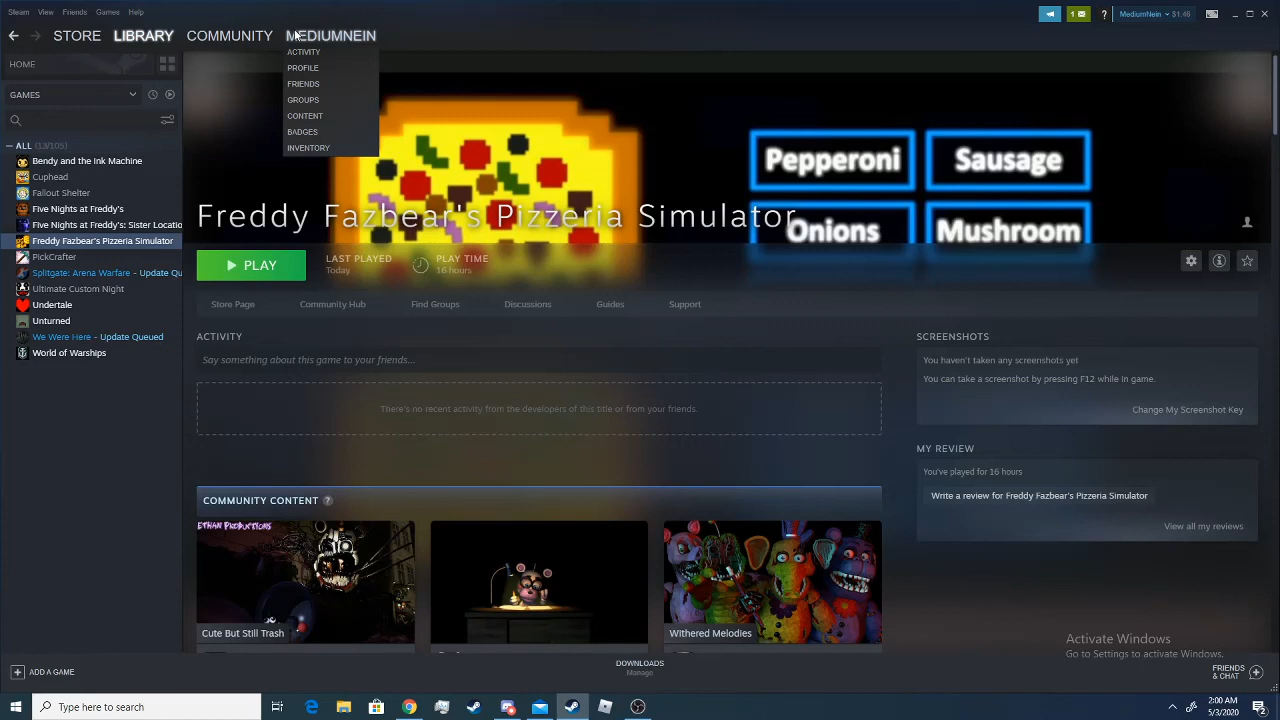 Steam View Friends Games Help
1 ? MediumNein $1.46
STORE LIBRARY COMMUNITY MEDIUMNEIN
ACTIVITY
PROFILE
FRIENDS
GROUPS
CONTENT
BADGES
INVENTORY
HOME
GAMES
ALL (13/105)
Bendy and the Ink Machine
Cuphead
Fallout Shelter
Five Nights at Freddy's
Five Nights at Freddy's: Sister Locatio
Freddy Fazbear's Pizzeria Simulator
PickCrafter
Splitgate: Arena Warfare - Update Qu
Ultimate Custom Night
Undertale
Unturned
We Were Here - Update Queued
World of Warships
Pepperoni Sausage
Onions Mushroom
Freddy Fazbear's Pizzeria Simulator
PLAY
LAST PLAYED
Today
PLAY TIME
16 hours
Store Page Community Hub Find Groups Discussions Guides Support
ACTIVITY
Say something about this game to your friends...
There's no recent activity from the developers of this title or from your friends.
SCREENSHOTS
You haven't taken any screenshots yet
You can take a screenshot by pressing F12 while in game.
Change My Screenshot Key
MY REVIEW
You've played for 16 hours
Write a review for Freddy Fazbear's Pizzeria Simulator
View all my reviews
COMMUNITY CONTENT ?
ETHAN PRODUCTIONS
Cute But Still Trash
Withered Melodies
Activate Windows
Go to Settings to activate Windows.
ADD A GAME
DOWNLOADS
Manage
FRIENDS
& CHAT
Type here to search
2:00 AM
5/3/2020
2